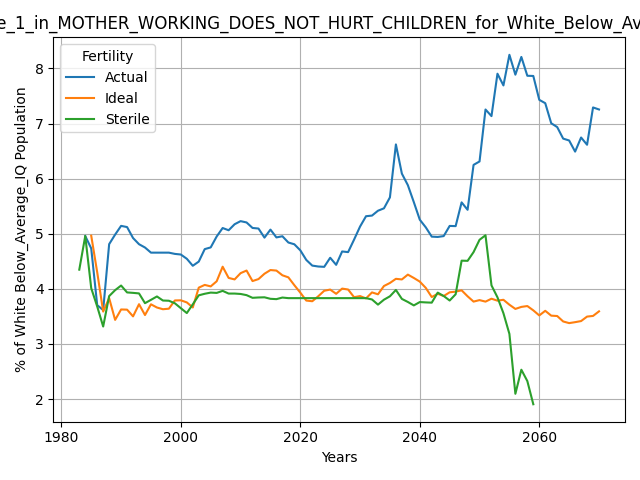 e_1_in_MOTHER_WORKING_DOES_NOT_HURT_CHILDREN_for_White_Below_Av
Fertility
Actual
Ideal
Sterile
% of White Below_Average_IQ Population
8
7
6
5
4
3
2
1980 2000 2020 2040 2060
Years